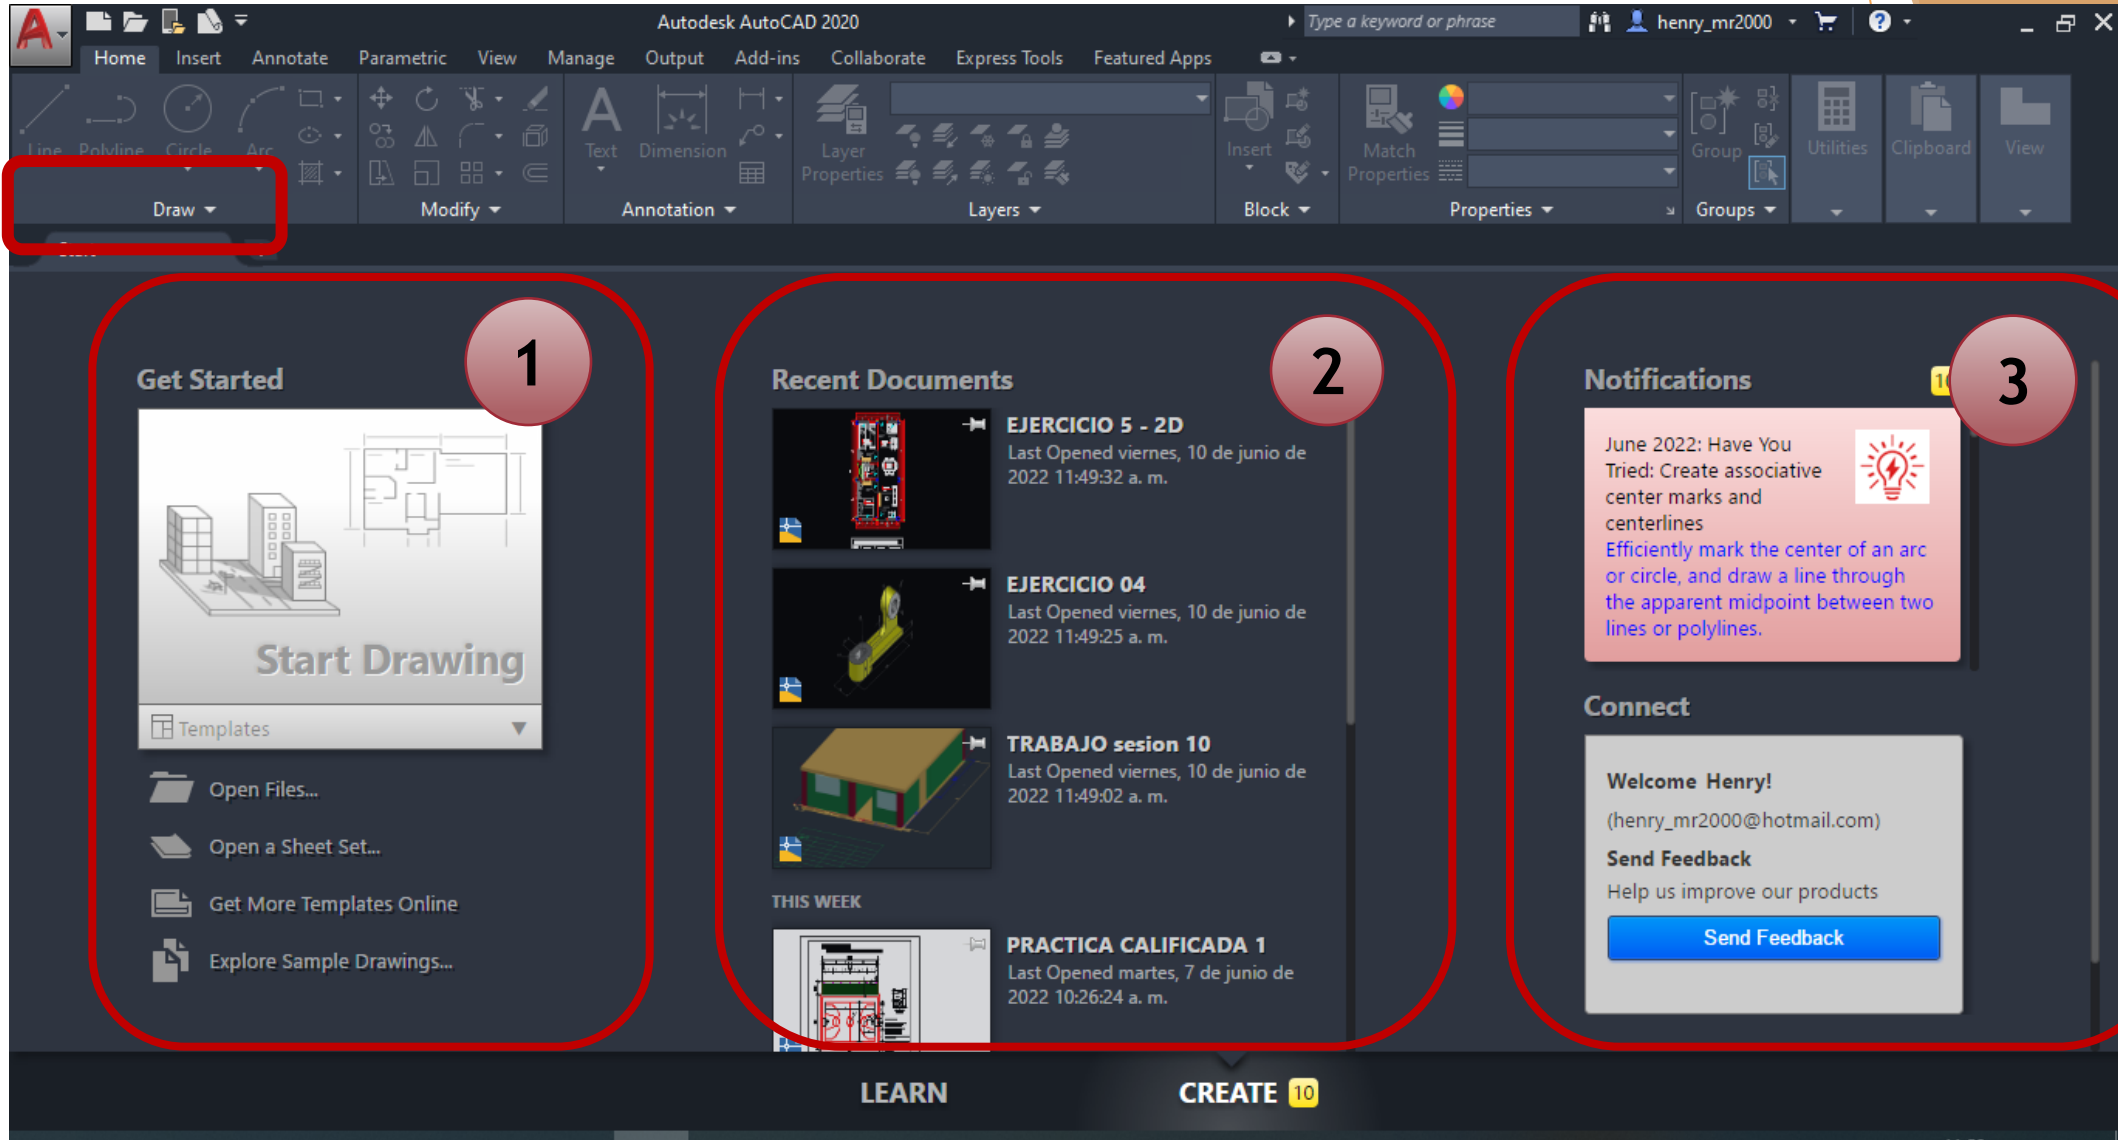 Autodesk AutoCAD 2020
Type a keyword or phrase
henry_mr2000
Home Insert Annotate Parametric View Manage Output Add-ins Collaborate Express Tools Featured Apps
Line Polyline Circle Arc
Text Dimension
Layer
Properties
Insert
Match
Properties
Group
Utilities Clipboard View
Draw Modify Annotation Layers Block Properties Groups
Start
1
2
3
Get Started
Start Drawing
Templates
Open Files...
Open a Sheet Set...
Get More Templates Online
Explore Sample Drawings...
Recent Documents
EJERCICIO 5 - 2D
Last Opened viernes, 10 de junio de
2022 11:49:32 a. m.
EJERCICIO 04
Last Opened viernes, 10 de junio de
2022 11:49:25 a. m.
TRABAJO sesion 10
Last Opened viernes, 10 de junio de
2022 11:49:02 a. m.
THIS WEEK
PRACTICA CALIFICADA 1
Last Opened martes, 7 de junio de
2022 10:26:24 a. m.
Notifications
June 2022: Have You
Tried: Create associative
center marks and
centerlines
Efficiently mark the center of an arc
or circle, and draw a line through
the apparent midpoint between two
lines or polylines.
Connect
Welcome Henry!
(henry_mr2000@hotmail.com)
Send Feedback
Help us improve our products
Send Feedback
LEARN
CREATE 10